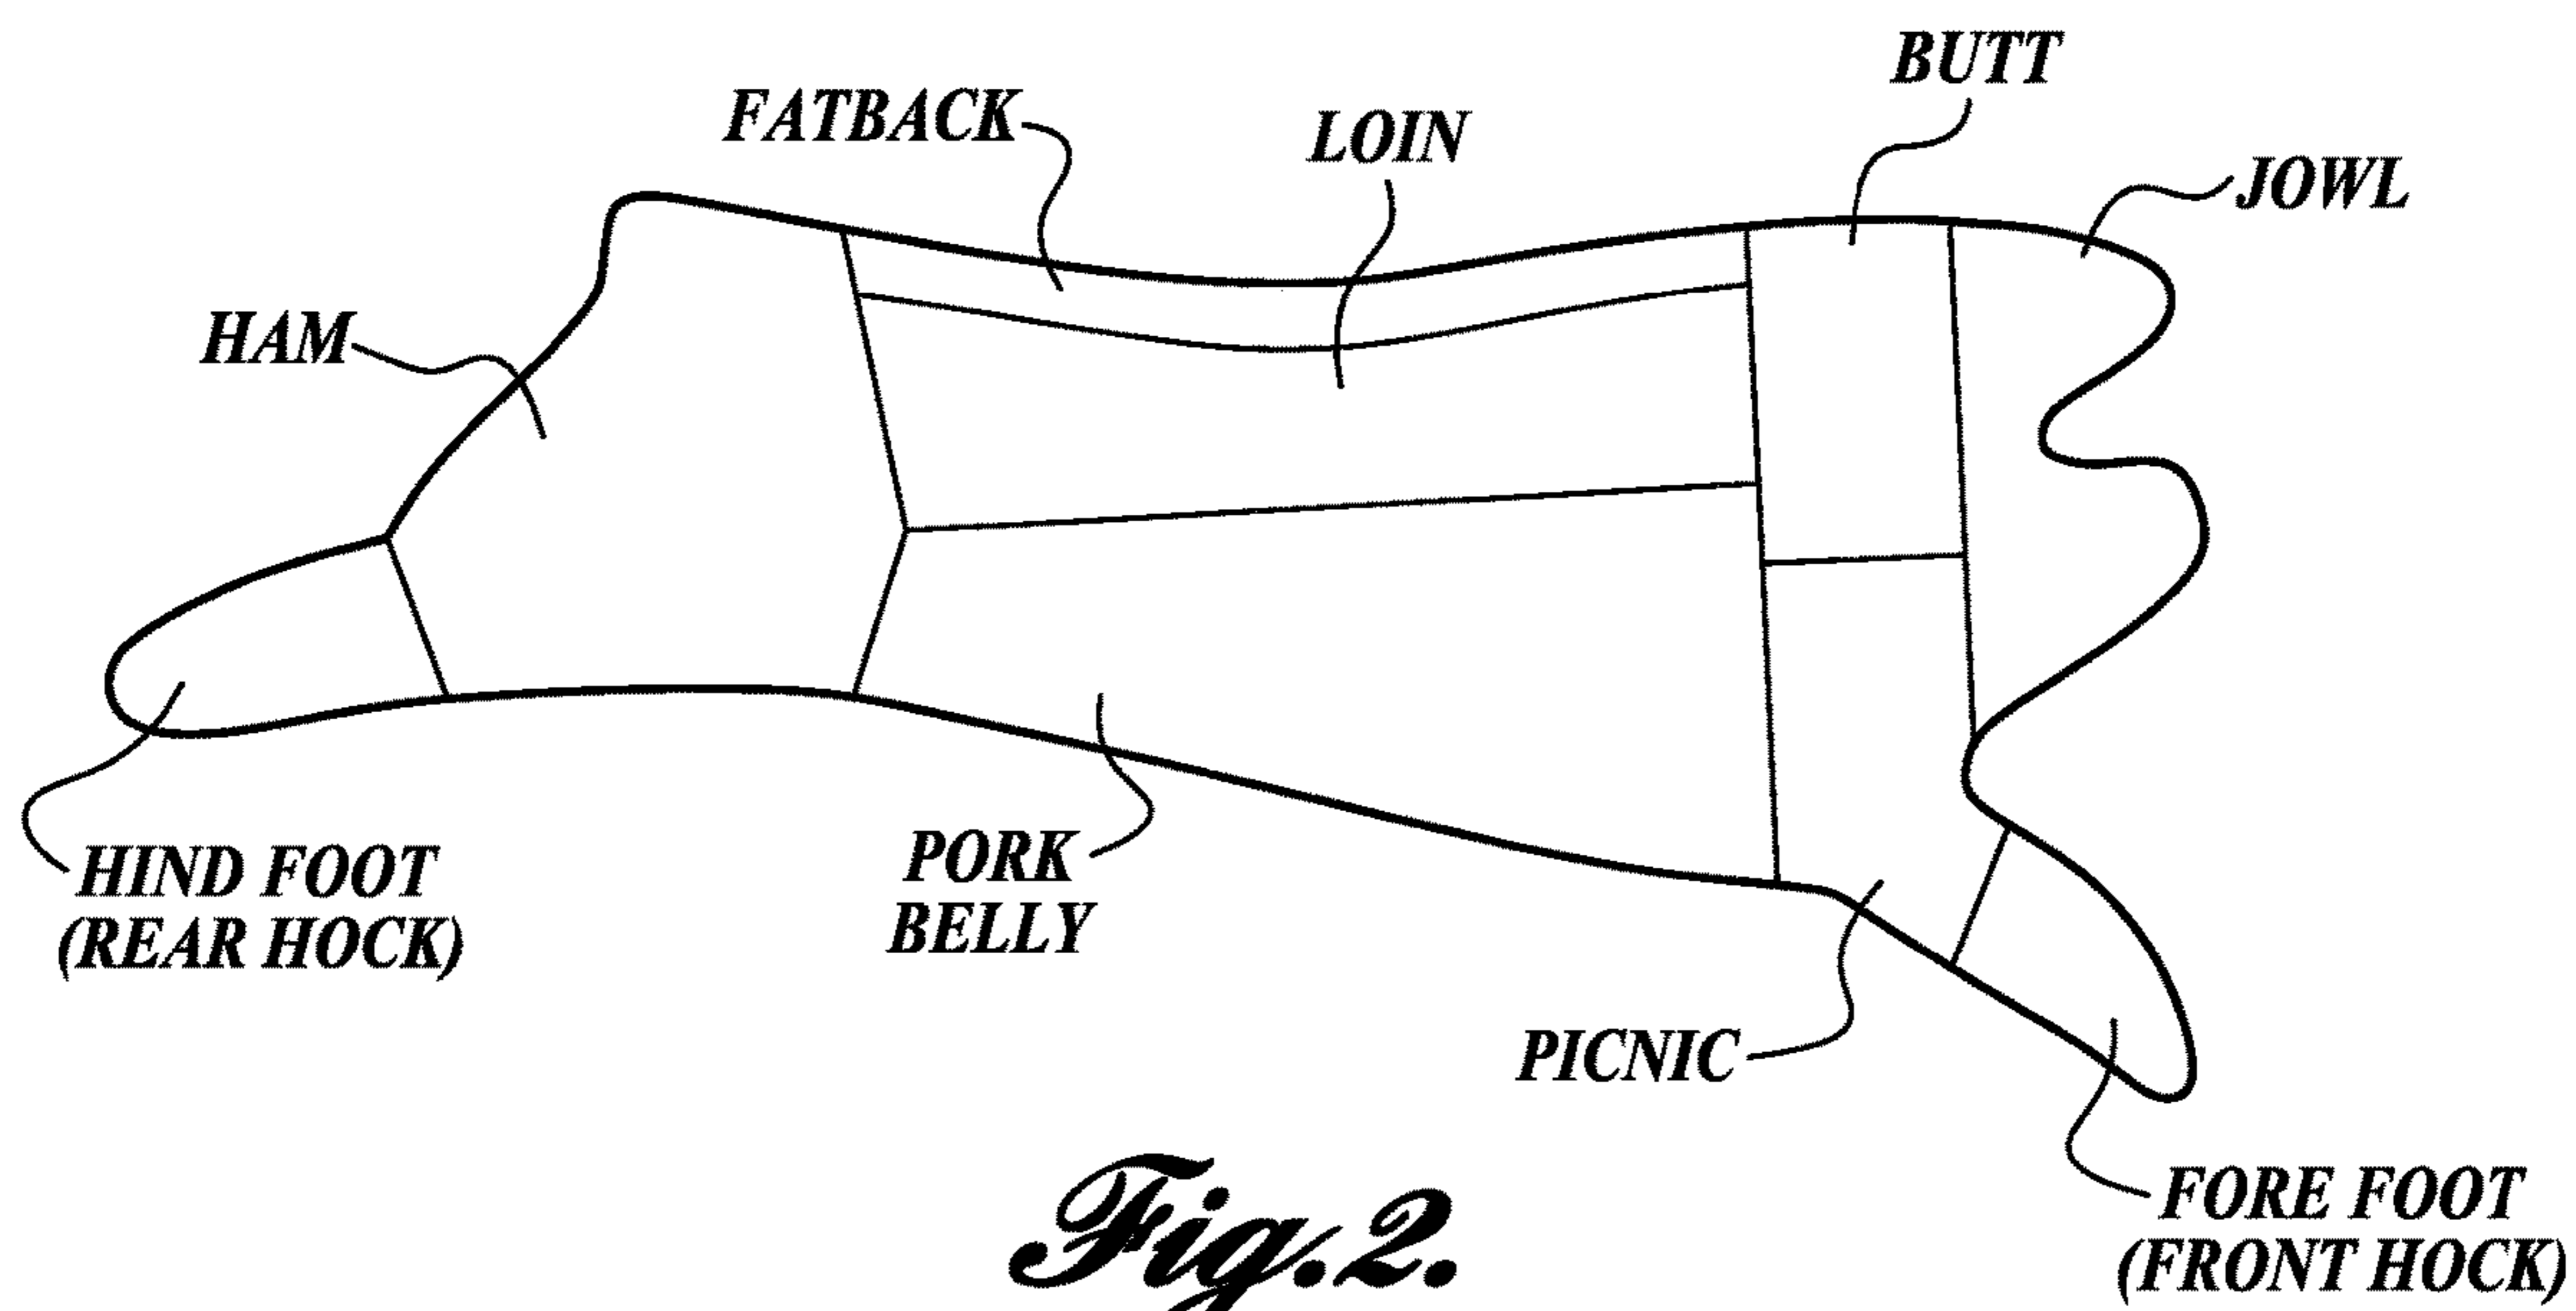 BUTT
FATBACK
LOIN
JOWL
HAM
HIND FOOT
(REAR HOCK)
PORK
BELLY
PICNIC
FORE FOOT
(FRONT HOCK)
Fig.2.